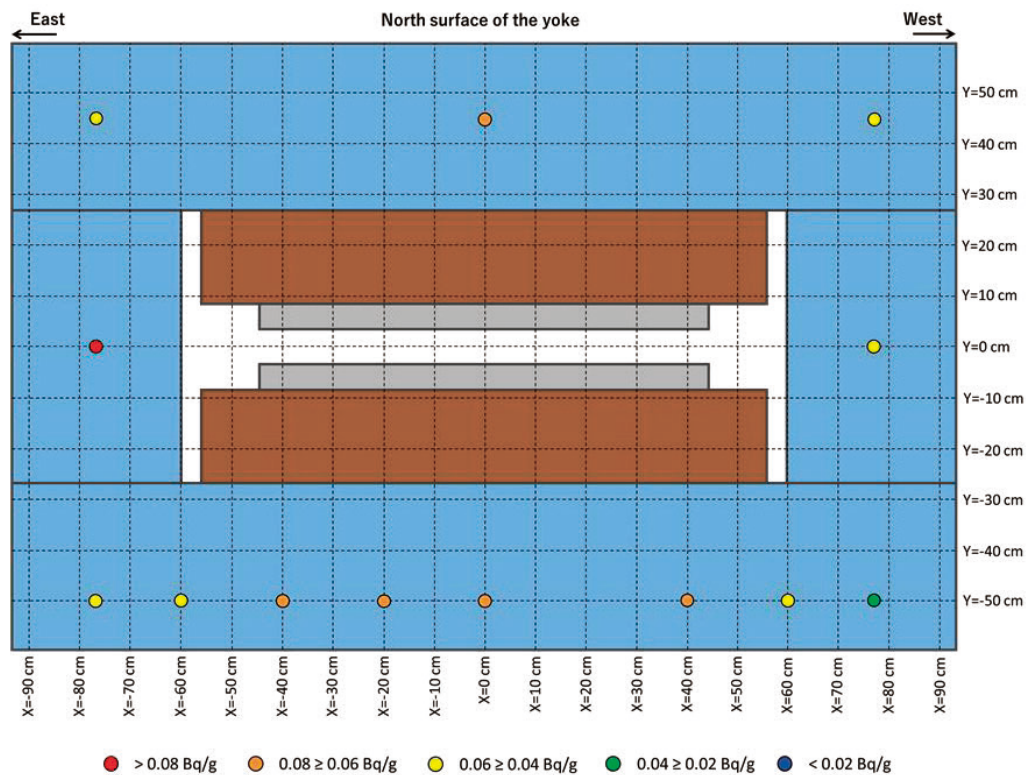 East
North surface of the yoke
West
Y=50 cm
Y=40 cm
Y=30 cm
Y=20 cm
Y=10 cm
Y=0 cm
Y=-10 cm
Y=-20 cm
Y=-30 cm
Y=-40 cm
Y=-50 cm
X=-90 cm
X=-80 cm
X=-70 cm
X=-60 cm
X=-50 cm
X=-40 cm
X=-30 cm
X=-20 cm
X=-10 cm
X=0 cm
X=10 cm
X=20 cm
X=30 cm
X=40 cm
X=50 cm
X=60 cm
X=70 cm
X=80 cm
X=90 cm
> 0.08 Bq/g
0.08 ≥ 0.06 Bq/g
0.06 ≥ 0.04 Bq/g
0.04 ≥ 0.02 Bq/g
< 0.02 Bq/g